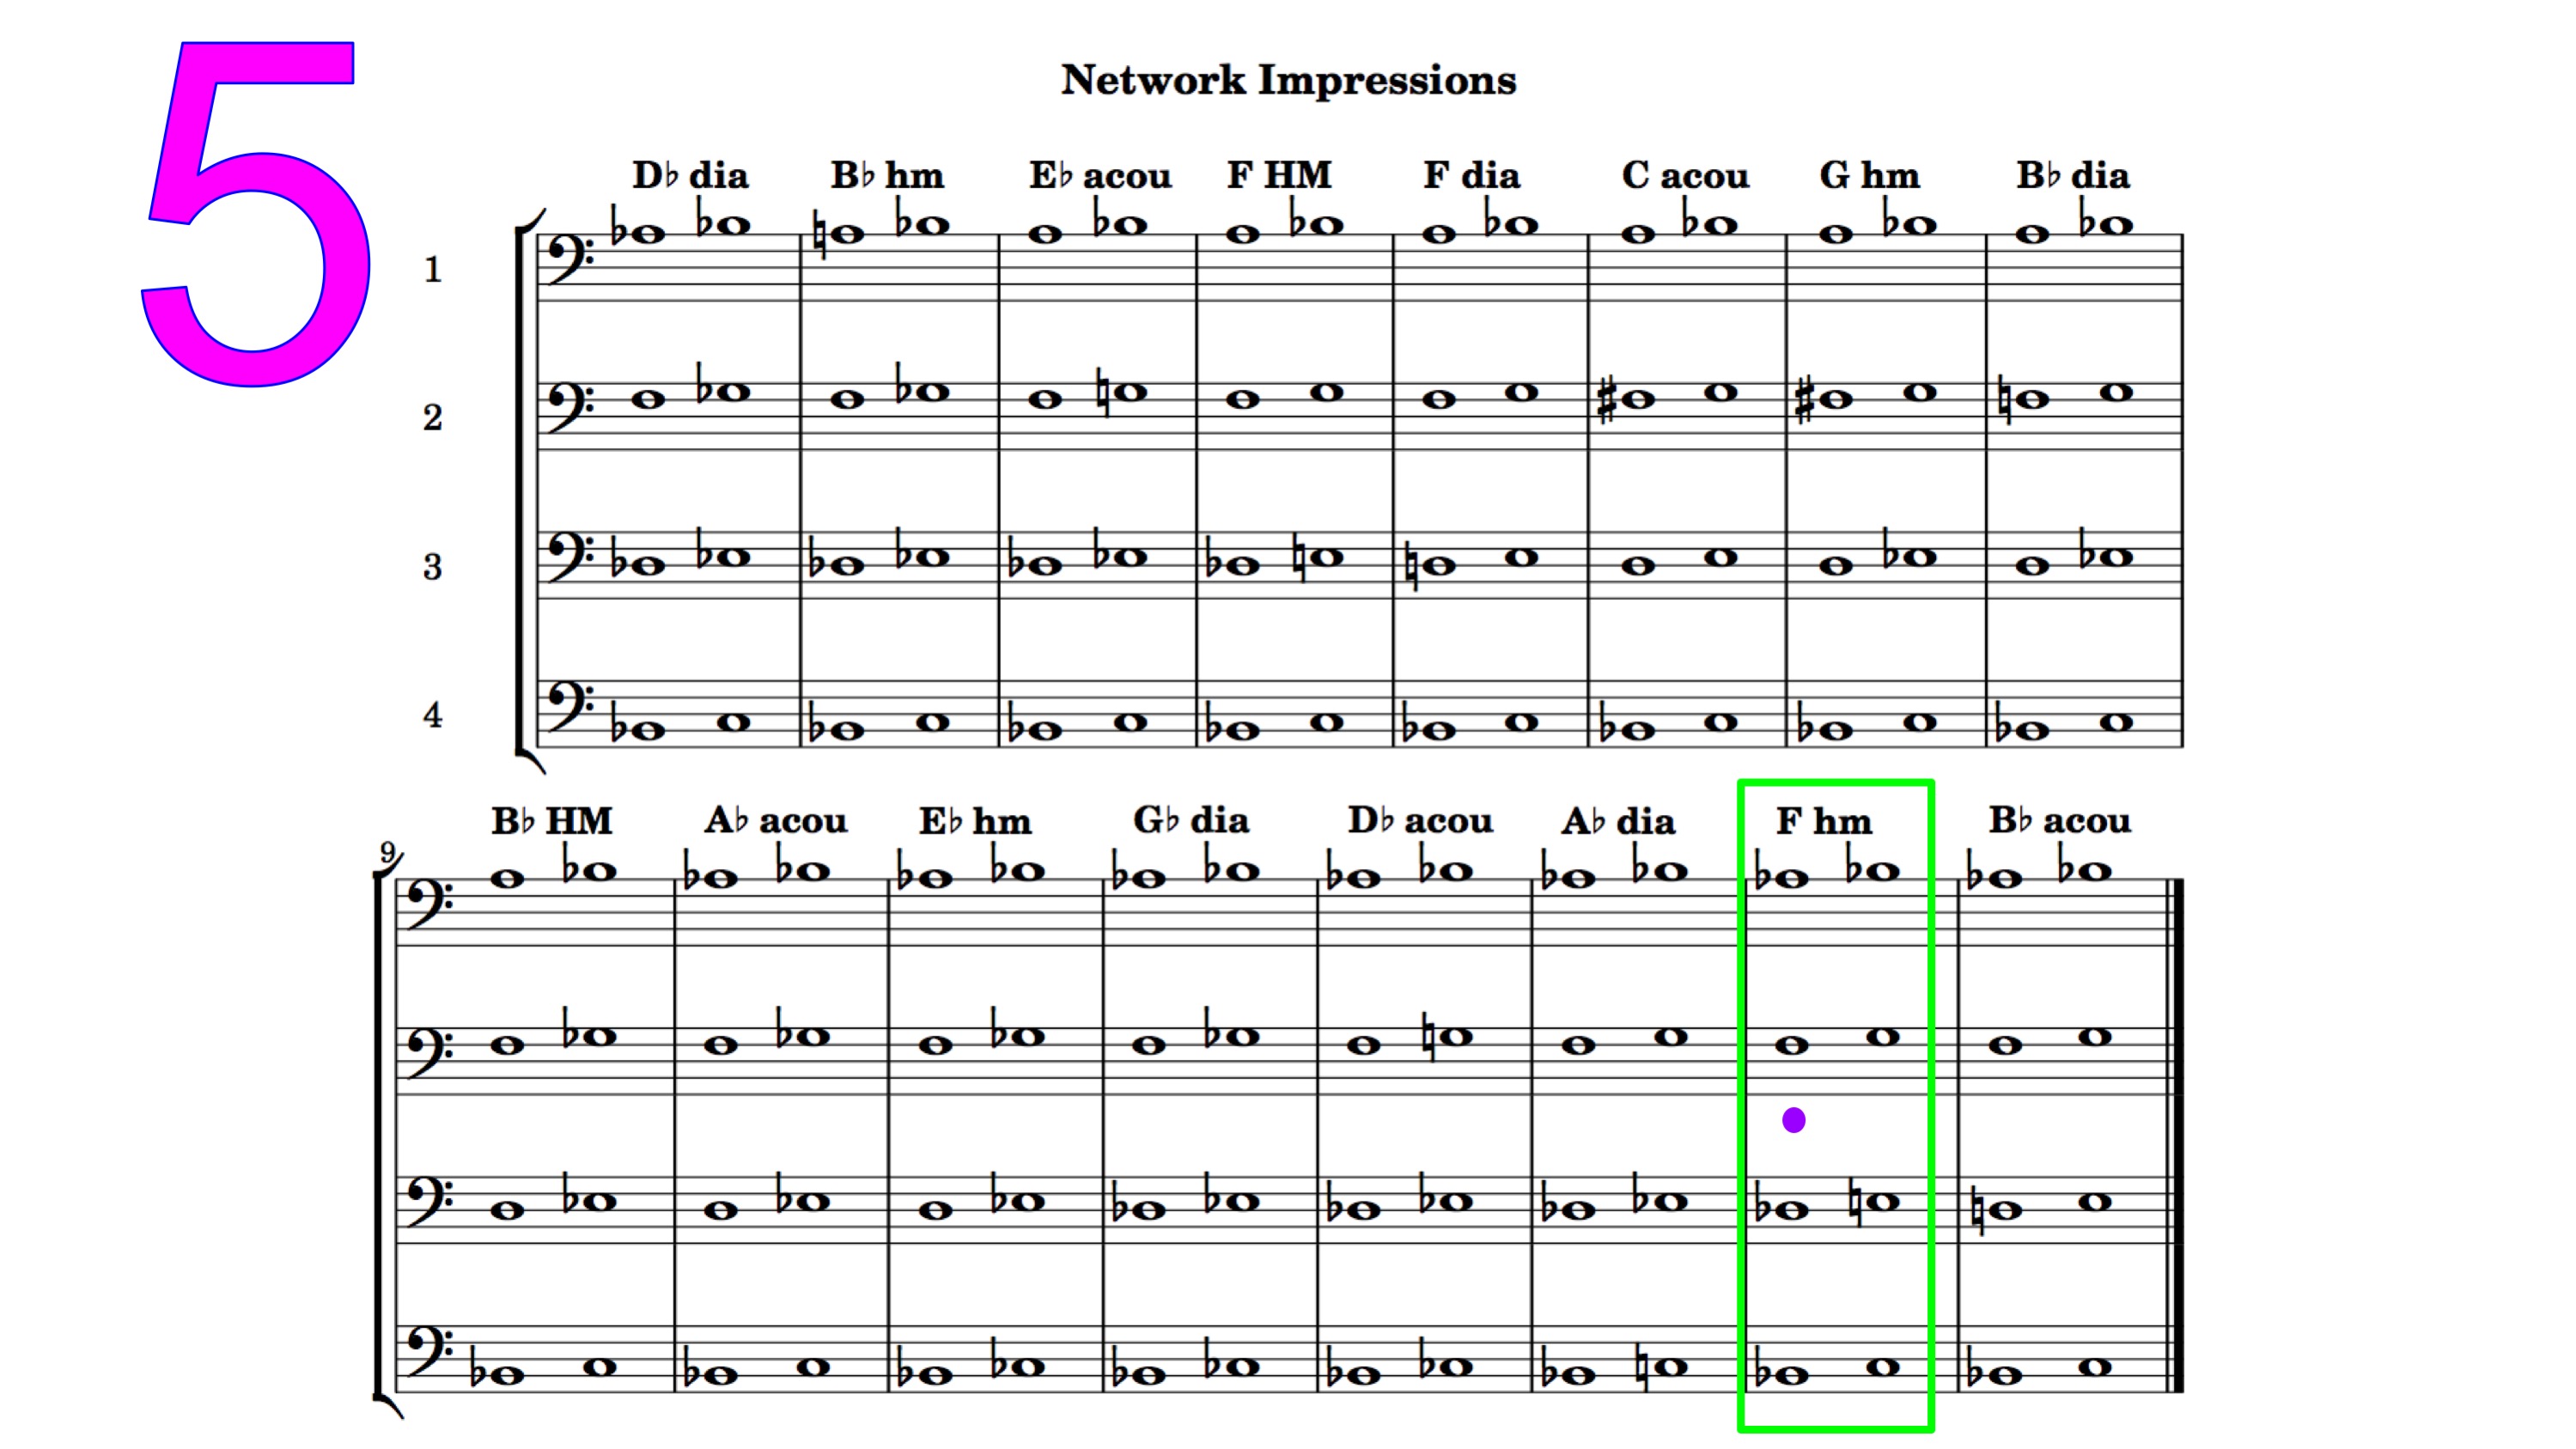 5
Network Impressions
D♭ dia B♭ hm E♭ acou F HM F dia C acou G hm B♭ dia
1
2
3
4
B♭ HM A♭ acou E♭ hm G♭ dia D♭ acou A♭ dia F hm B♭ acou
9